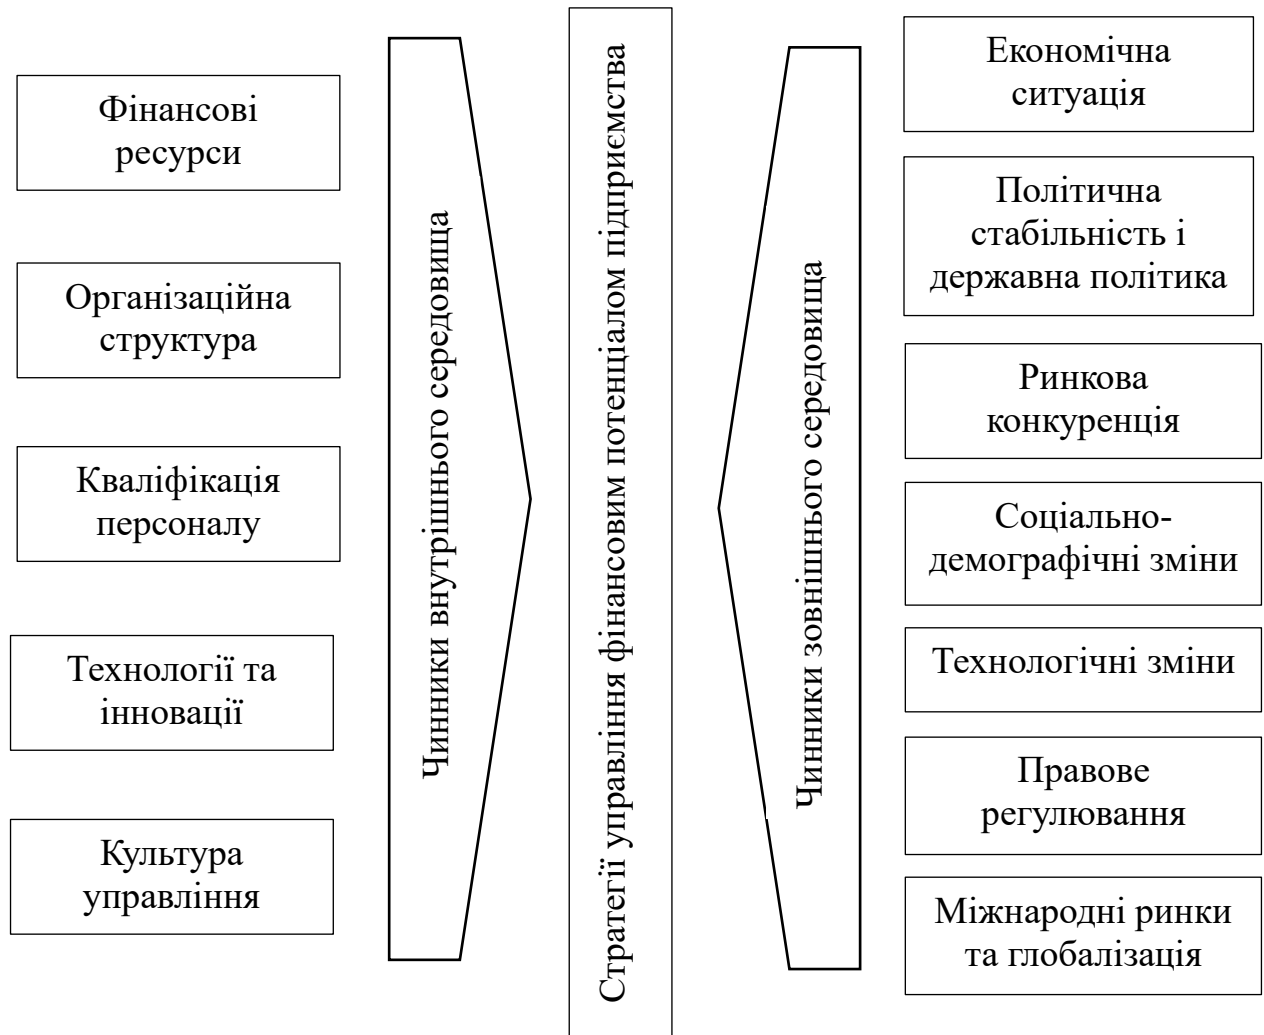 Фінансові
ресурси
Організаційна
структура
Кваліфікація
персоналу
Технології та
інновації
Культура
управління
Чинники внутрішнього середовища
Стратегії управління фінансовим потенціалом підприємства
Чинники зовнішнього середовища
Економічна
ситуація
Політична
стабільність і
державна політика
Ринкова
конкуренція
Соціально-
демографічні зміни
Технологічні зміни
Правове
регулювання
Міжнародні ринки
та глобалізація